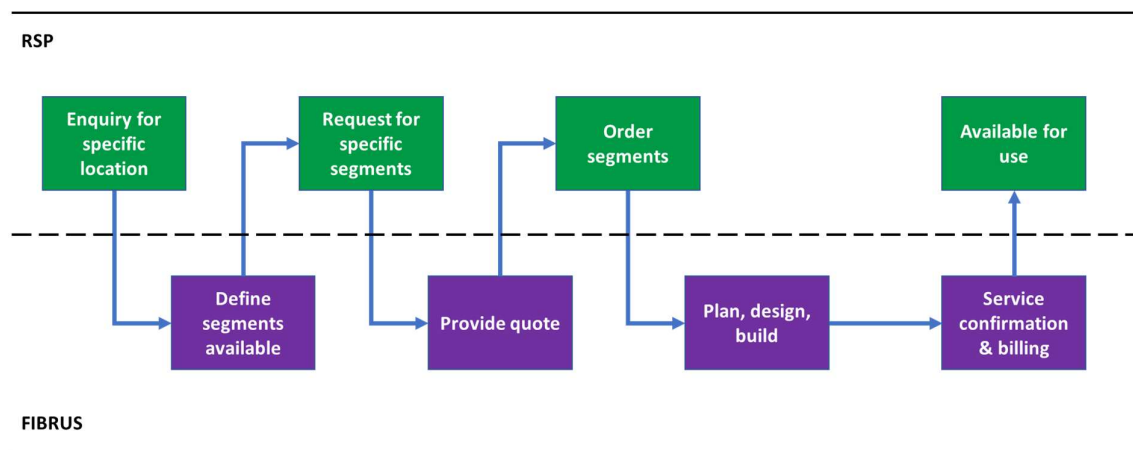 RSP
Enquiry for
specific
location
Request for
specific
segments
Order
segments
Available for
use
Define
segments
available
Provide quote
Plan, design,
build
Service
confirmation
& billing
FIBRUS